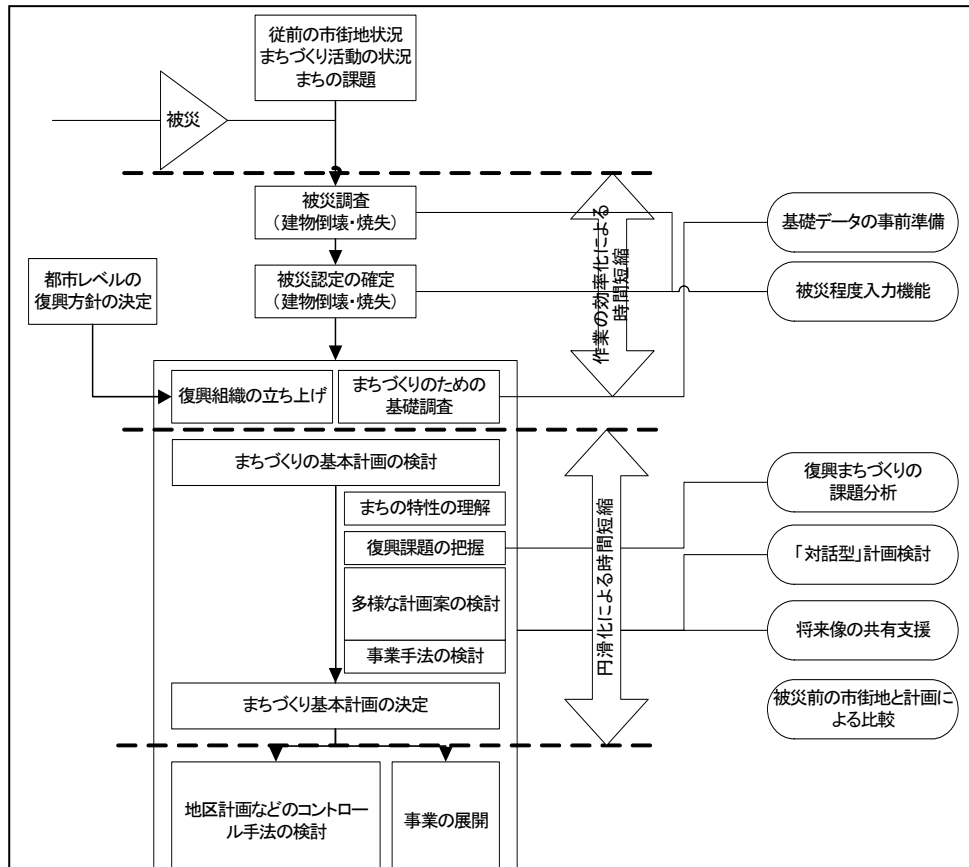 従前の市街地状況
まちづくり活動の状況
まちの課題
被災
被災調査
（建物倒壊・焼失）
被災認定の確定
（建物倒壊・焼失）
都市レベルの
復興方針の決定
復興組織の立ち上げ
まちづくりのための
基礎調査
作業の効率化による
時間短縮
基礎データの事前準備
被災程度入力機能
まちづくりの基本計画の検討
まちの特性の理解
復興課題の把握
多様な計画案の検討
事業手法の検討
まちづくり基本計画の決定
円滑化による時間短縮
復興まちづくりの
課題分析
「対話型」計画検討
将来像の共有支援
被災前の市街地と計画に
よる比較
地区計画などのコントロー
ル手法の検討
事業の展開